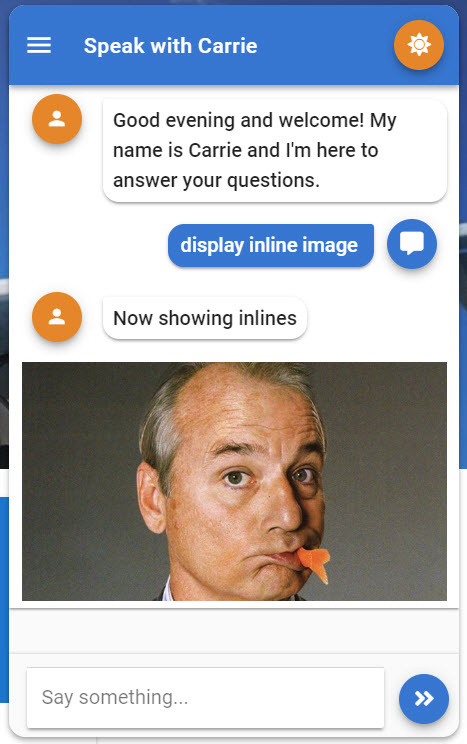 Speak with Carrie
Good evening and welcome! My
name is Carrie and I'm here to
answer your questions.
display inline image
Now showing inlines
Say something...